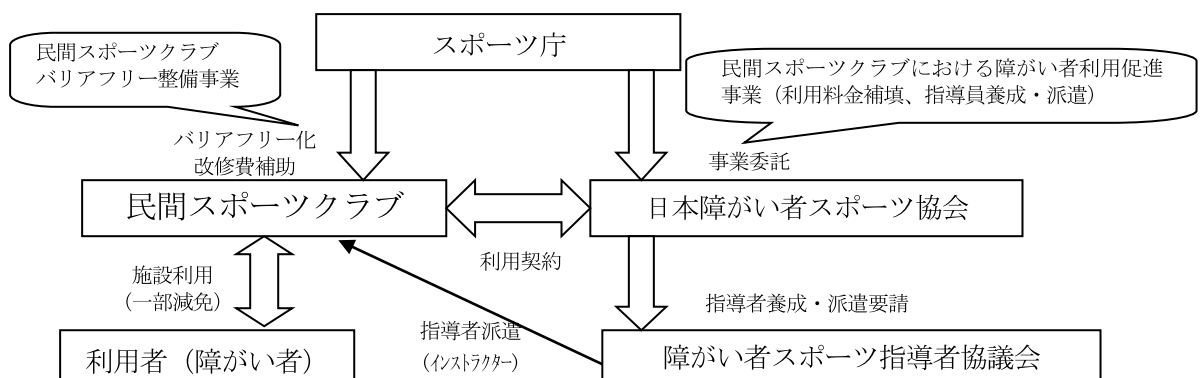 スポーツ庁
民間スポーツクラブ
バリアフリー整備事業
民間スポーツクラブにおける障がい者利用促進
事業（利用料金補填、指導員養成・派遣）
バリアフリー化
改修費補助
事業委託
民間スポーツクラブ
日本障がい者スポーツ協会
利用契約
施設利用
（一部減免）
指導者養成・派遣要請
指導者派遣
（インストラクター）
利用者（障がい者）
障がい者スポーツ指導者協議会